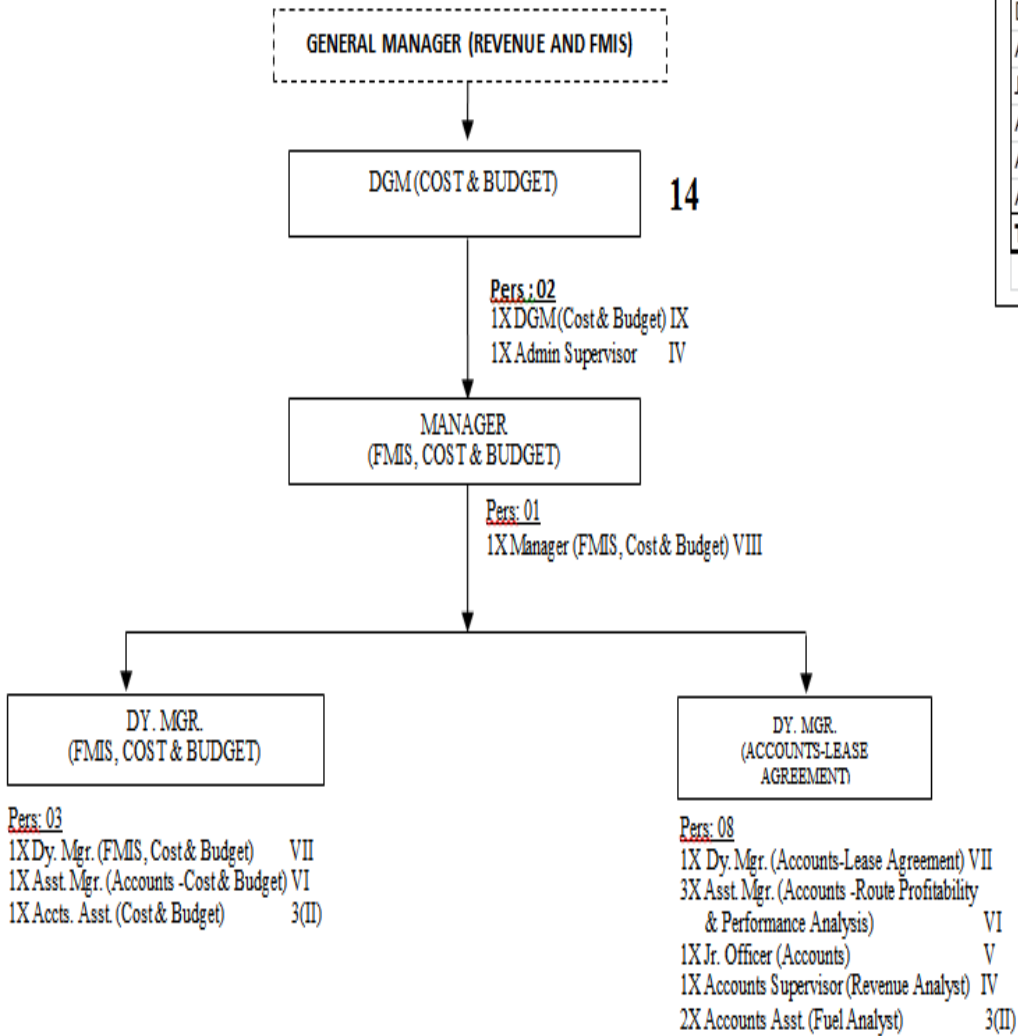 GENERAL MANAGER (REVENUE AND FMIS)
DGM (COST & BUDGET)
14
Pers : 02
1X DGM (Cost & Budget) IX
1X Admin Supervisor IV
MANAGER
(FMIS, COST & BUDGET)
Pers: 01
1X Manager (FMIS, Cost & Budget) VIII
DY. MGR.
(FMIS, COST & BUDGET)
Pers: 03
1X Dy. Mgr. (FMIS, Cost & Budget) VII
1X Asst. Mgr. (Accounts -Cost & Budget) VI
1X Accts. Asst. (Cost & Budget) 3(II)
DY. MGR.
(ACCOUNTS-LEASE
AGREEMENT)
Pers: 08
1X Dy. Mgr. (Accounts-Lease Agreement) VII
3X Asst. Mgr. (Accounts -Route Profitability
& Performance Analysis) VI
1X Jr. Officer (Accounts) V
1X Accounts Supervisor (Revenue Analyst) IV
2X Accounts Asst. (Fuel Analyst) 3(II)